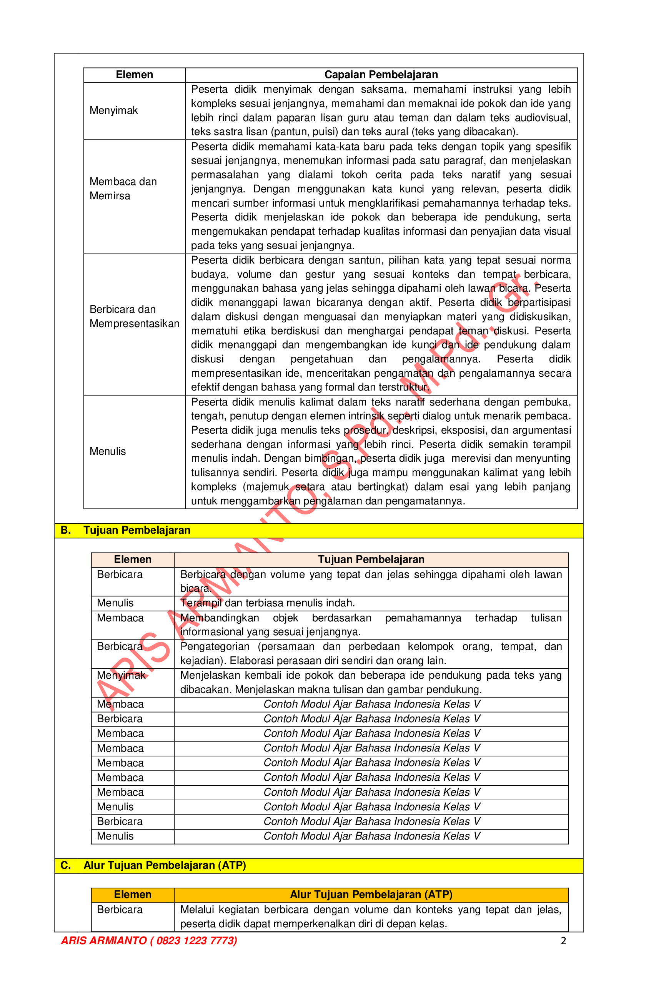 Elemen Capaian Pembelajaran
Menyimak
Peserta didik menyimak dengan saksama, memahami instruksi yang lebih
kompleks sesuai jenjangnya, memahami dan memaknai ide pokok dan ide yang
lebih rinci dalam paparan lisan guru atau teman dan dalam teks audiovisual,
teks sastra lisan (pantun, puisi) dan teks aural (teks yang dibacakan).
Membaca dan
Memirsa
Peserta didik memahami kata-kata baru pada teks dengan topik yang spesifik
sesuai jenjangnya, menemukan informasi pada satu paragraf, dan menjelaskan
permasalahan yang dialami tokoh cerita pada teks naratif yang sesuai
jenjangnya. Dengan menggunakan kata kunci yang relevan, peserta didik
mencari sumber informasi untuk mengklarifikasi pemahamannya terhadap teks.
Peserta didik menjelaskan ide pokok dan beberapa ide pendukung, serta
mengemukakan pendapat terhadap kualitas informasi dan penyajian data visual
pada teks yang sesuai jenjangnya.
Berbicara dan
Mempresentasikan
Peserta didik berbicara dengan santun, pilihan kata yang tepat sesuai norma
budaya, volume dan gestur yang sesuai konteks dan tempat berbicara,
menggunakan bahasa yang jelas sehingga dipahami oleh lawan bicara. Peserta
didik menanggapi lawan bicaranya dengan aktif. Peserta didik berpartisipasi
dalam diskusi dengan menguasai dan menyiapkan materi yang didiskusikan,
mematuhi etika berdiskusi dan menghargai pendapat teman diskusi. Peserta
didik menanggapi dan mengembangkan ide kunci dan ide pendukung dalam
diskusi dengan pengetahuan dan pengalamannya. Peserta didik
mempresentasikan ide, menceritakan pengamatan dan pengalamannya secara
efektif dengan bahasa yang formal dan terstruktur.
Menulis
Peserta didik menulis kalimat dalam teks naratif sederhana dengan pembuka,
tengah, penutup dengan elemen intrinsik seperti dialog untuk menarik pembaca.
Peserta didik juga menulis teks prosedur, deskripsi, eksposisi, dan argumentasi
sederhana dengan informasi yang lebih rinci. Peserta didik semakin terampil
menulis indah. Dengan bimbingan, peserta didik juga merevisi dan menyunting
tulisannya sendiri. Peserta didik juga mampu menggunakan kalimat yang lebih
kompleks (majemuk setara atau bertingkat) dalam esai yang lebih panjang
untuk menggambarkan pengalaman dan pengamatannya.
B. Tujuan Pembelajaran
Elemen Tujuan Pembelajaran
Berbicara Berbicara dengan volume yang tepat dan jelas sehingga dipahami oleh lawan
bicara.
Menulis Terampil dan terbiasa menulis indah.
Membaca Membandingkan objek berdasarkan pemahamannya terhadap tulisan
informasional yang sesuai jenjangnya.
Berbicara Pengategorian (persamaan dan perbedaan kelompok orang, tempat, dan
kejadian). Elaborasi perasaan diri sendiri dan orang lain.
Menyimak Menjelaskan kembali ide pokok dan beberapa ide pendukung pada teks yang
dibacakan. Menjelaskan makna tulisan dan gambar pendukung.
Membaca Contoh Modul Ajar Bahasa Indonesia Kelas V
Berbicara Contoh Modul Ajar Bahasa Indonesia Kelas V
Membaca Contoh Modul Ajar Bahasa Indonesia Kelas V
Membaca Contoh Modul Ajar Bahasa Indonesia Kelas V
Membaca Contoh Modul Ajar Bahasa Indonesia Kelas V
Membaca Contoh Modul Ajar Bahasa Indonesia Kelas V
Membaca Contoh Modul Ajar Bahasa Indonesia Kelas V
Menulis Contoh Modul Ajar Bahasa Indonesia Kelas V
Berbicara Contoh Modul Ajar Bahasa Indonesia Kelas V
Menulis Contoh Modul Ajar Bahasa Indonesia Kelas V
C. Alur Tujuan Pembelajaran (ATP)
Elemen Alur Tujuan Pembelajaran (ATP)
Berbicara Melalui kegiatan berbicara dengan volume dan konteks yang tepat dan jelas,
peserta didik dapat memperkenalkan diri di depan kelas.
ARIS ARMIANTO ( 0823 1223 7773) 2
ARIS ARMIANTO, S.Pd., M.Pd., Gr.